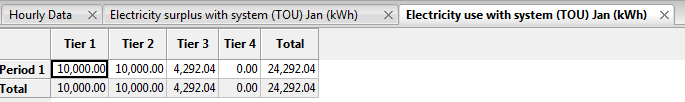 Hourly Data Electricity surplus with system (TOU) Jan (kWh) Electricity use with system (TOU) Jan (kWh)
Tier 1 Tier 2 Tier 3 Tier 4 Total
Period 1 10,000.00 10,000.00 4,292.04 0.00 24,292.04
Total 10,000.00 10,000.00 4,292.04 0.00 24,292.04